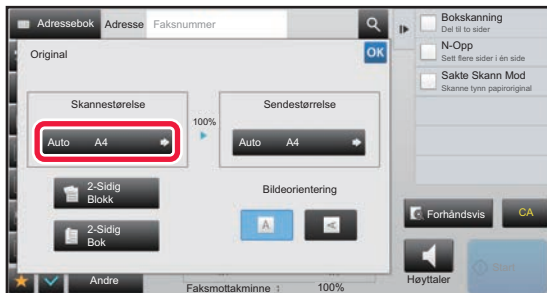 Adressebok
Adresse
Faksnummer
Original
OK
Skannestørelse
Auto A4
100%
Sendestørrelse
Auto A4
2-Sidig
Blokk
2-Sidig
Bok
Bildeorientering
A
A
Andre
Faksmottakminne : 100%
Bokskanning
Del til to sider
N-Opp
Sett flere sider i én side
Sakte Skann Mod
Skanne tynn papiroriginal
Forhåndsvis
CA
Høyttaler
Start